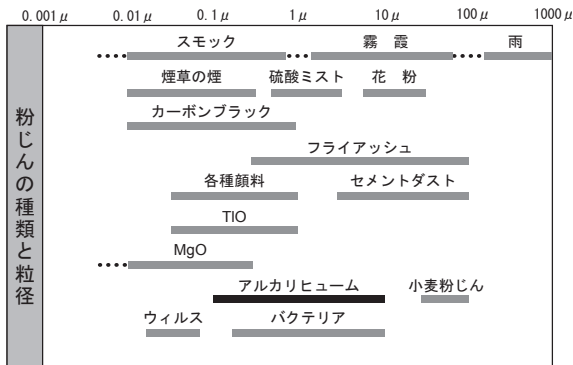 0.001μ 0.01μ 0.1μ 1μ 10μ 100μ 1000μ
粉じんの種類と粒径
スモック 霧霞 雨
煙草の煙 硫酸ミスト 花 粉
カーボンブラック
フライアッシュ
各種顔料 セメントダスト
TIO
MgO
アルカリヒューム 小麦粉じん
ウィルス バクテリア